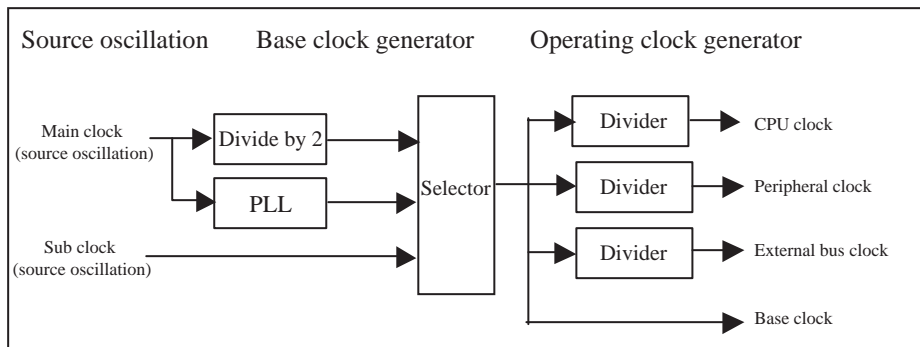 Source oscillation
Base clock generator
Operating clock generator
Main clock
(source oscillation)
Divide by 2
PLL
Sub clock
(source oscillation)
Selector
Divider
CPU clock
Divider
Peripheral clock
Divider
External bus clock
Base clock